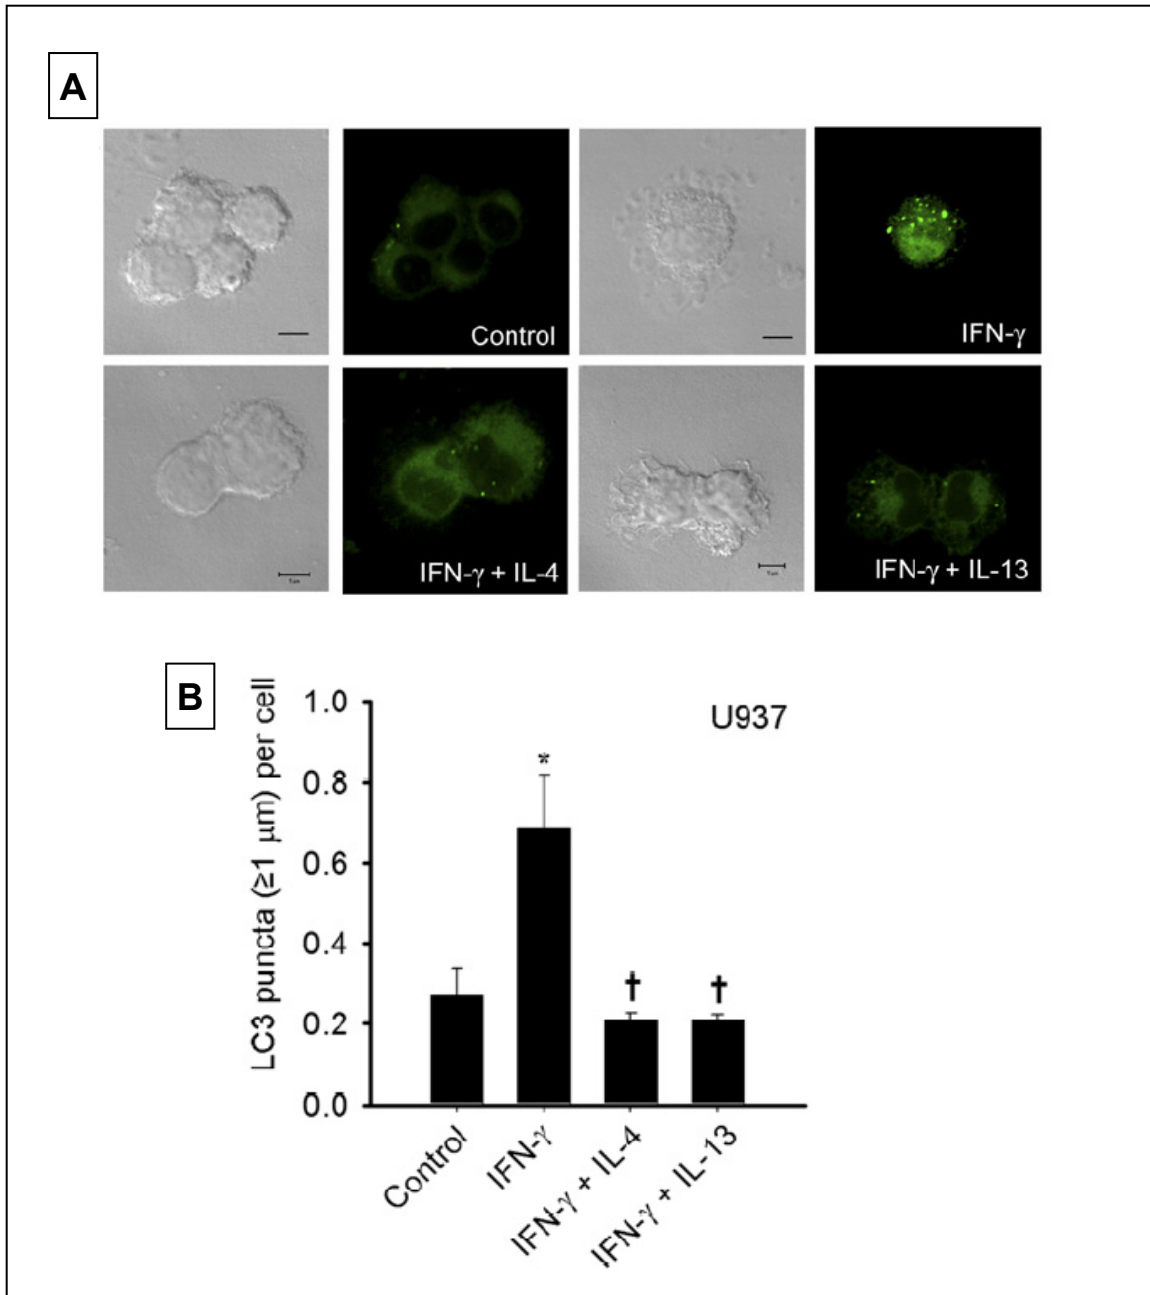 A
Control
IFN-γ
IFN-γ + IL-4
IFN-γ + IL-13
B
U937
LC3 puncta (≥1 μm) per cell
1.0
*
0.8
0.6
0.4
† †
0.2
0.0
Control
IFN-γ
IFN-γ + IL-4
IFN-γ + IL-13